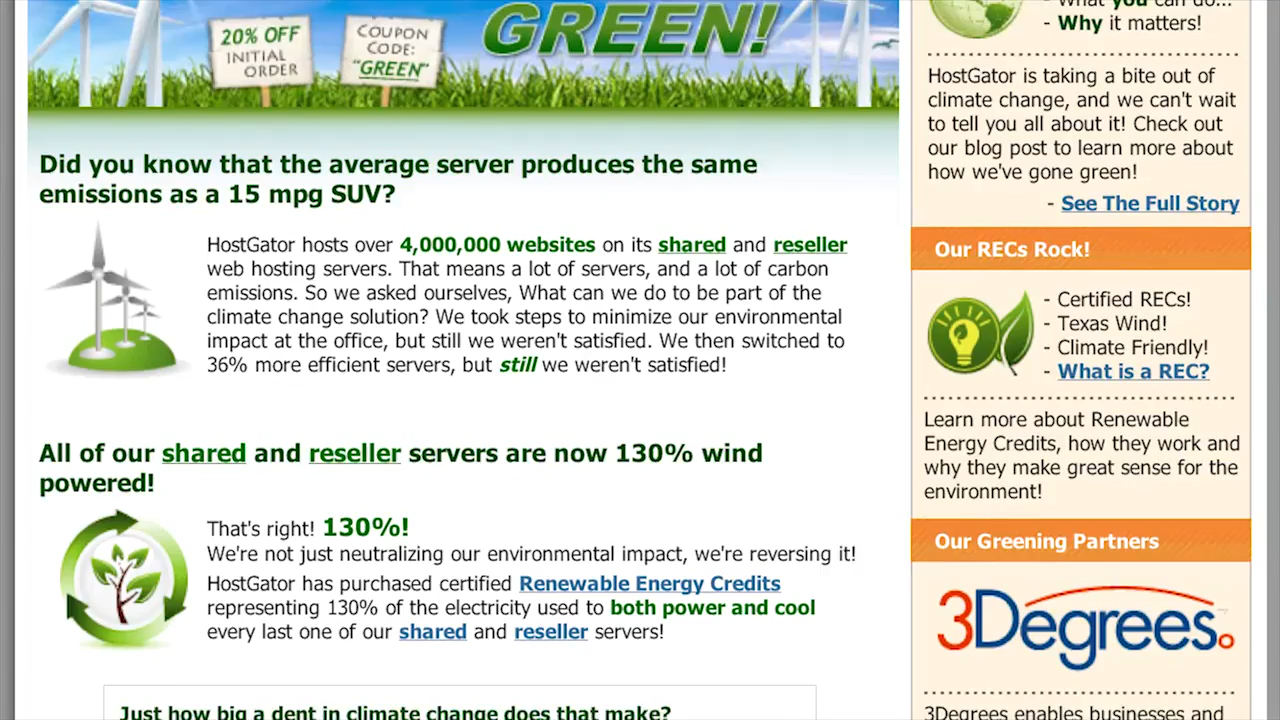 20% OFF
INITIAL
ORDER
COUPON
CODE:
"GREEN"
GREEN!
Did you know that the average server produces the same
emissions as a 15 mpg SUV?
HostGator hosts over 4,000,000 websites on its shared and reseller
web hosting servers. That means a lot of servers, and a lot of carbon
emissions. So we asked ourselves, What can we do to be part of the
climate change solution? We took steps to minimize our environmental
impact at the office, but still we weren't satisfied. We then switched to
36% more efficient servers, but still we weren't satisfied!
All of our shared and reseller servers are now 130% wind
powered!
That's right! 130%!
We're not just neutralizing our environmental impact, we're reversing it!
HostGator has purchased certified Renewable Energy Credits
representing 130% of the electricity used to both power and cool
every last one of our shared and reseller servers!
Just how big a dent in climate change does that make?
- What you can do...
- Why it matters!
HostGator is taking a bite out of
climate change, and we can't wait
to tell you all about it! Check out
our blog post to learn more about
how we've gone green!
- See The Full Story
Our RECs Rock!
- Certified RECs!
- Texas Wind!
- Climate Friendly!
- What is a REC?
Learn more about Renewable
Energy Credits, how they work and
why they make great sense for the
environment!
Our Greening Partners
3Degrees
3Degrees enables businesses and